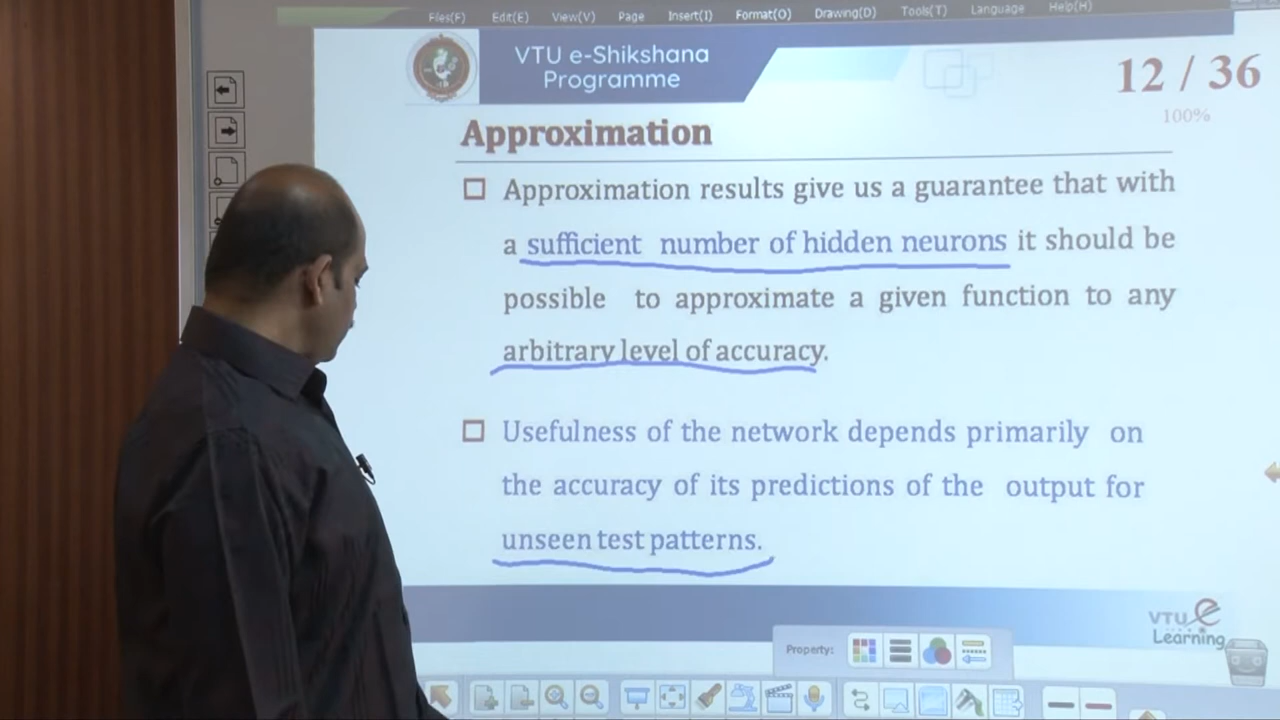 Files(F) Edit(E) View(V) Page Insert(I) Format(O) Drawing(D) Tools(T) Language Help(H)
VTU e-Shikshana
Programme
12 / 36
100%
Approximation
Approximation results give us a guarantee that with
a sufficient number of hidden neurons it should be
possible to approximate a given function to any
arbitrary level of accuracy.
Usefulness of the network depends primarily on
the accuracy of its predictions of the output for
unseen test patterns.
VTU e
Learning
Property: